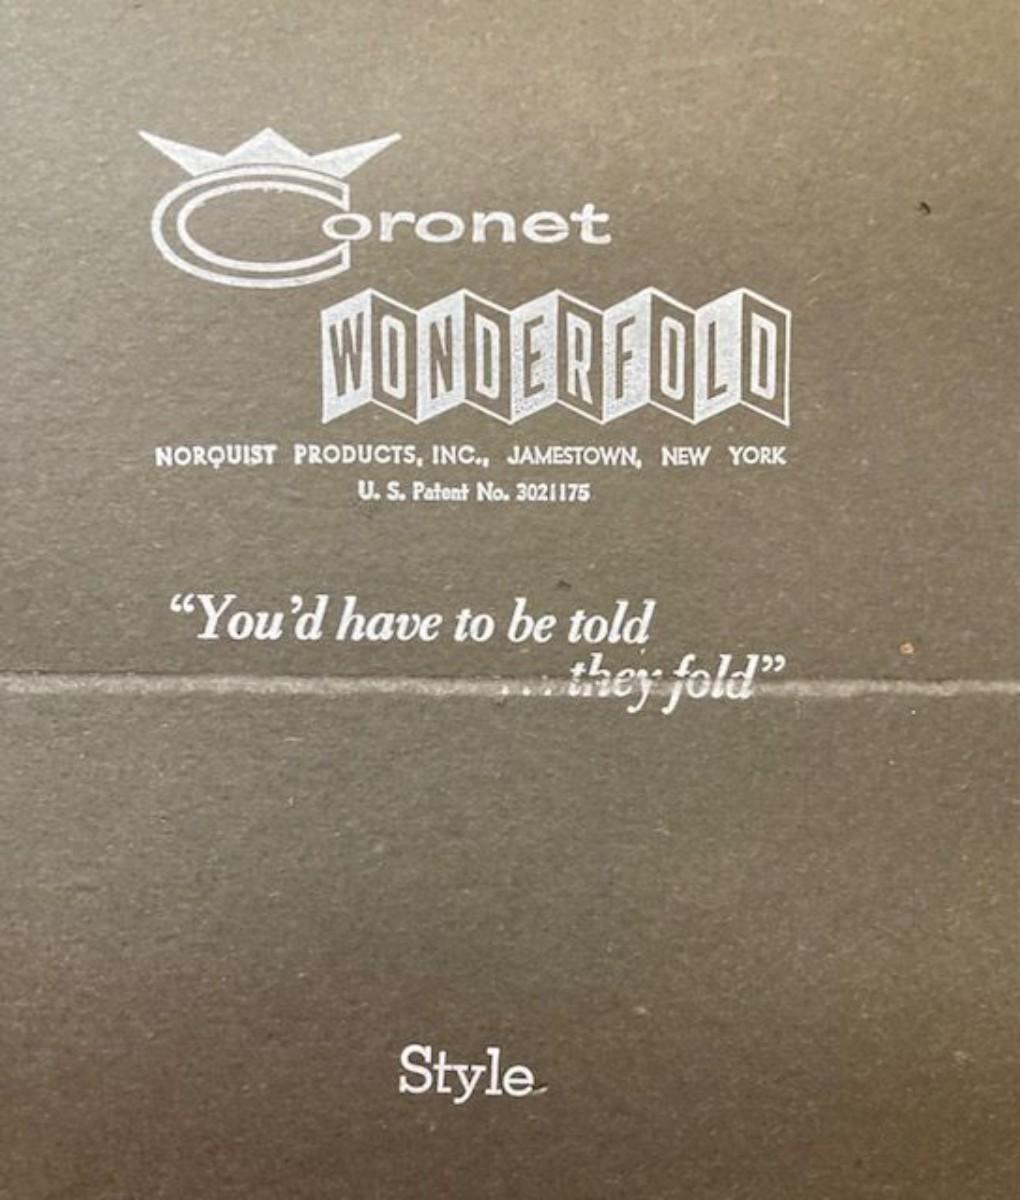 Coronet
WONDERFOLD
NORQUIST PRODUCTS, INC., JAMESTOWN, NEW YORK
U. S. Patent No. 3021175
“You’d have to be told
...they fold”
Style